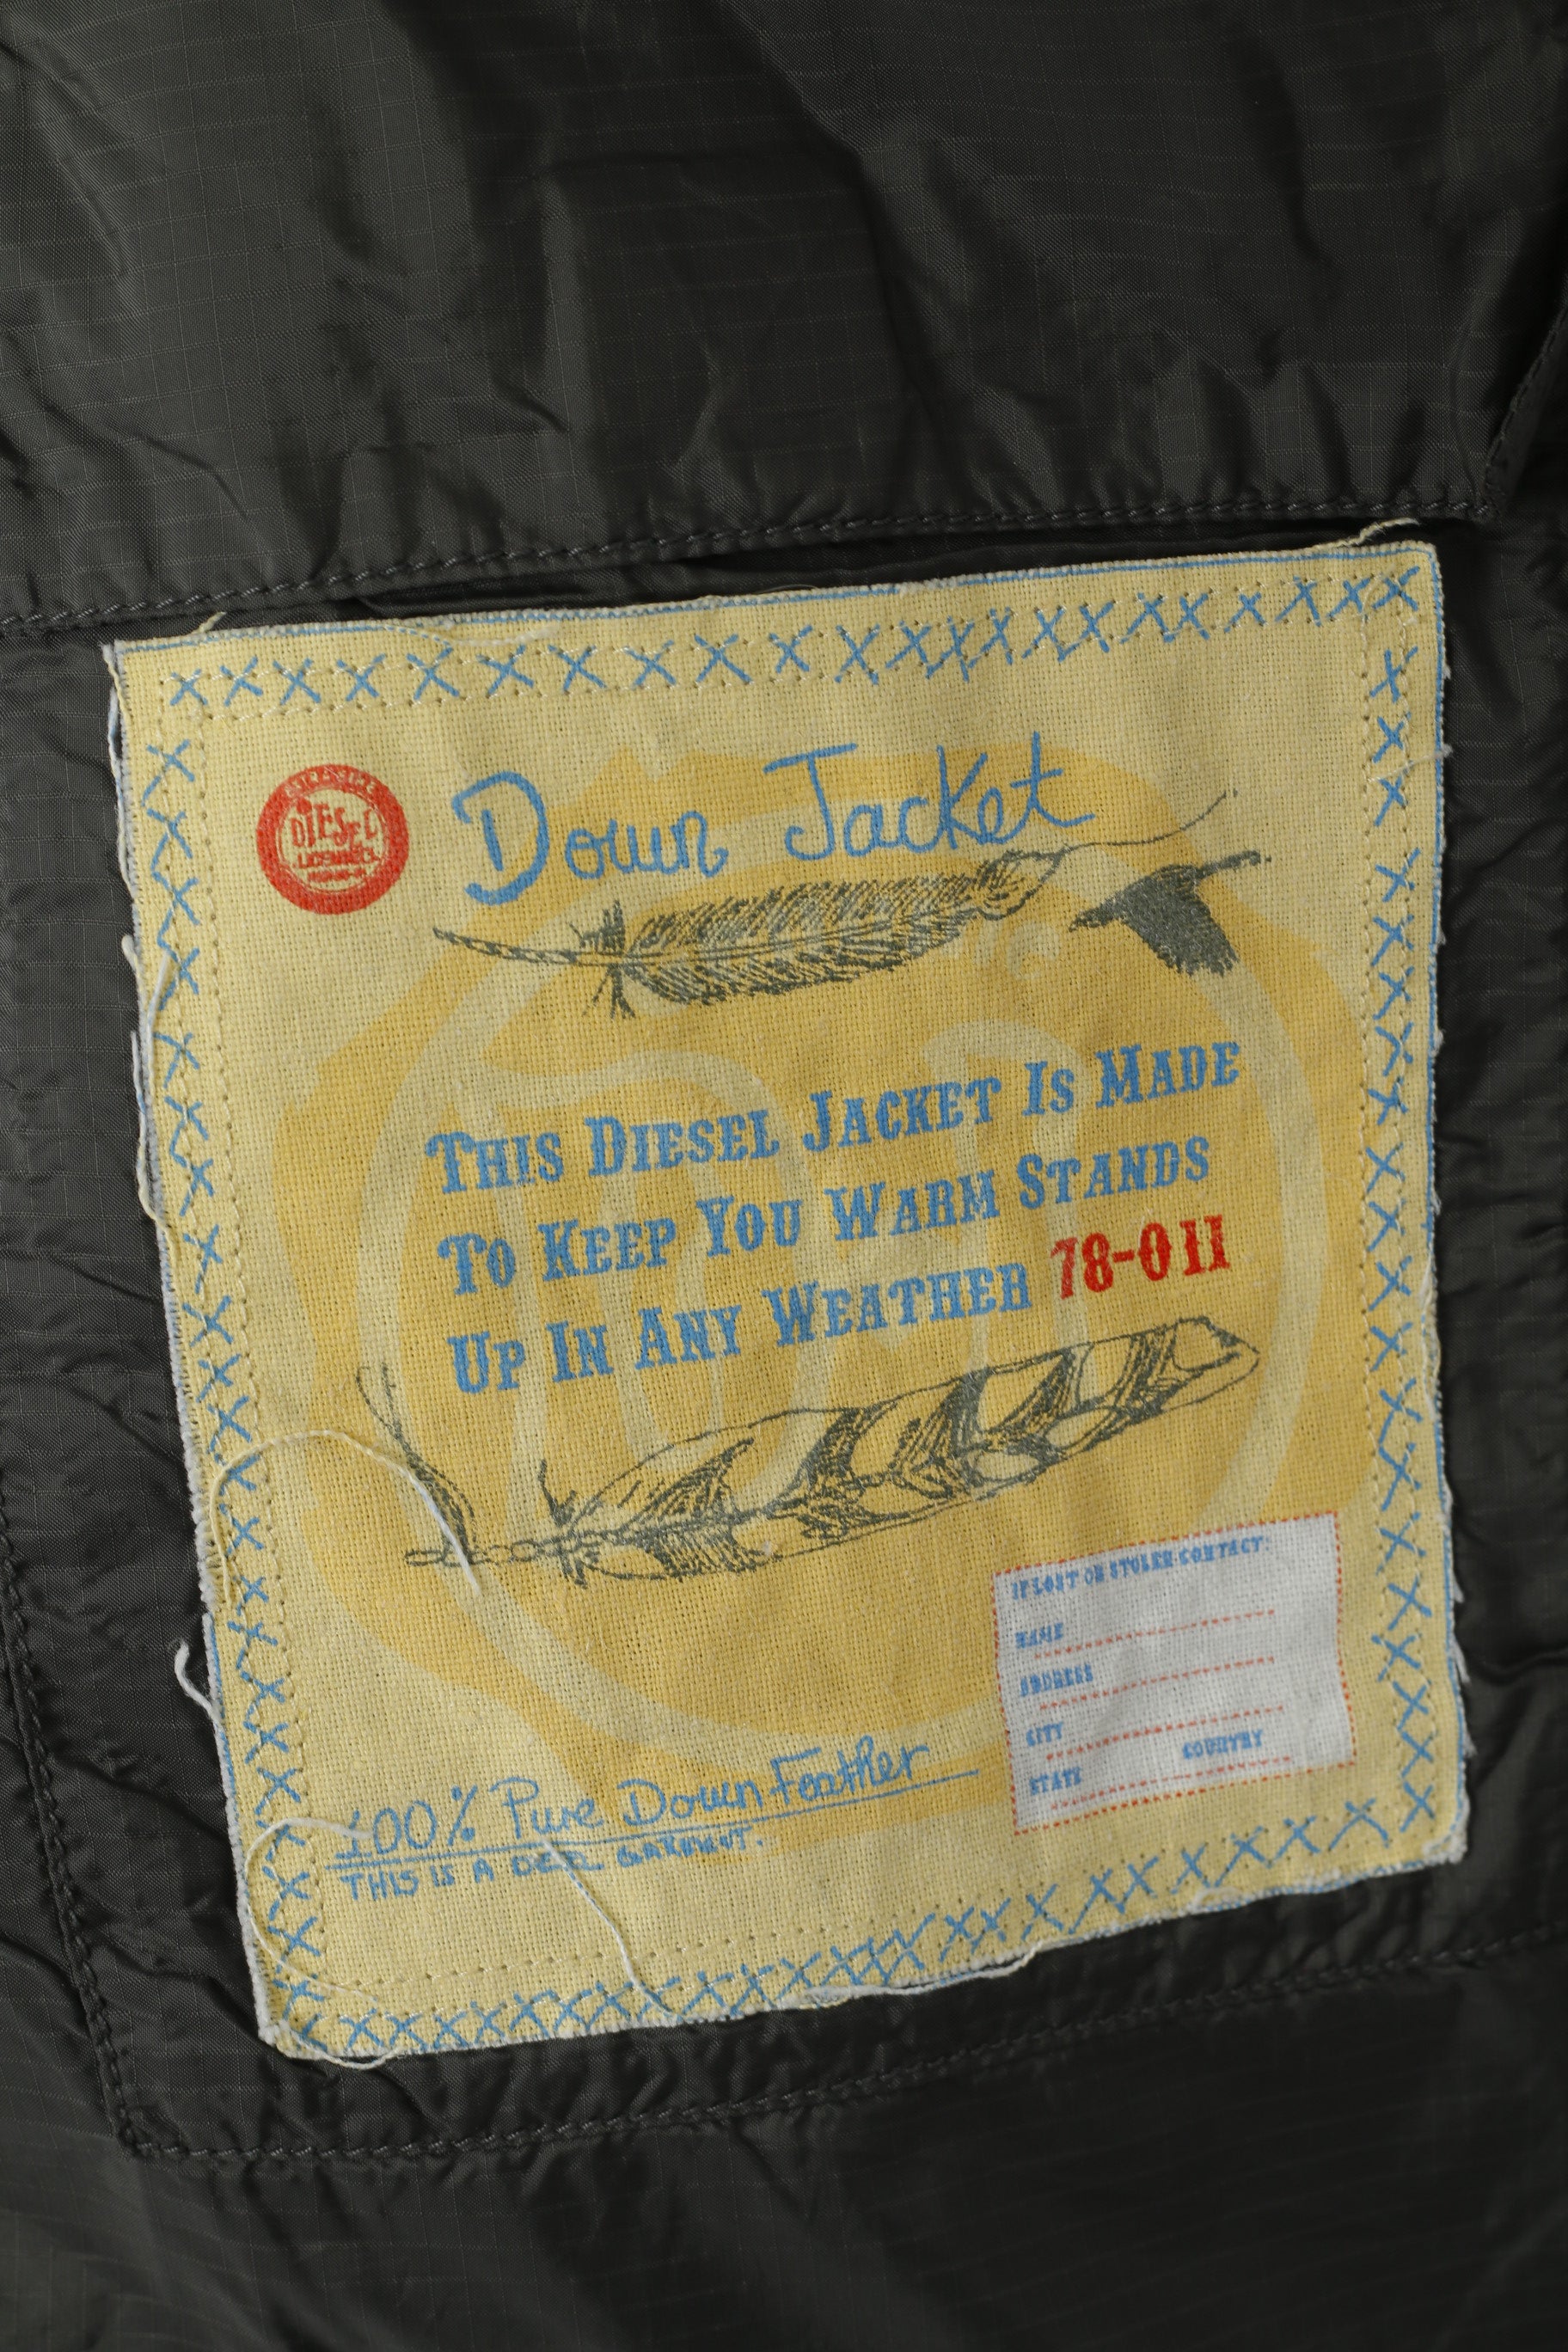 DIESEL
Down Jacket
THIS DIESEL JACKET IS MADE
TO KEEP YOU WARM STANDS
UP IN ANY WEATHER 78-011
IF LOST OR STOLEN CONTACT:
NAME
ADDRESS
CITY
STATE COUNTRY
100% Pure Down Feather
THIS IS A GARMENT.